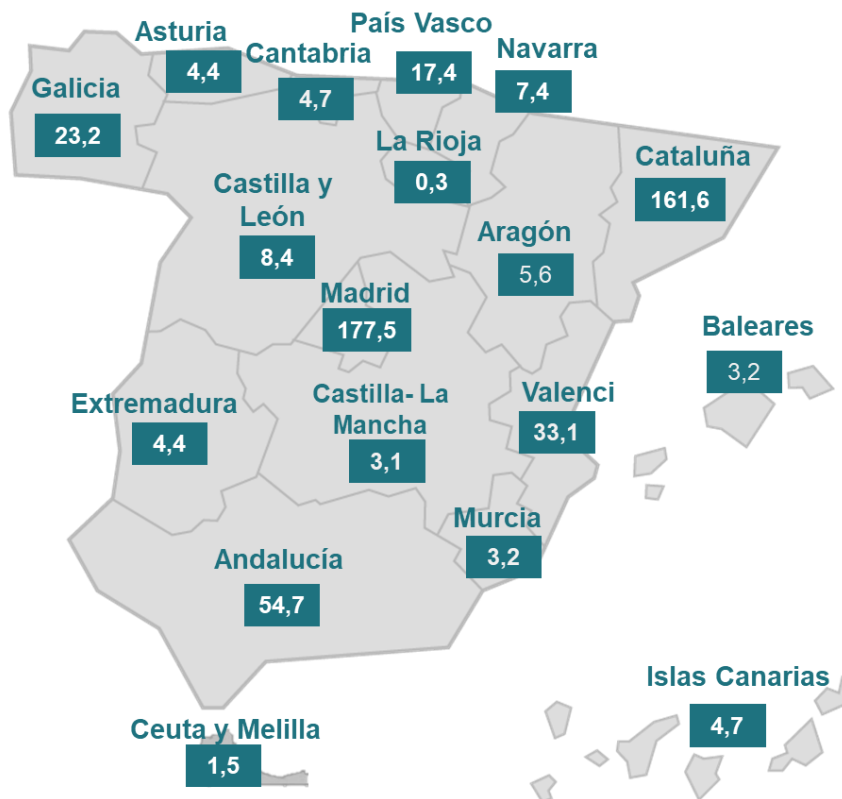 País Vasco
17,4
Asturia
4,4
Cantabria
4,7
Navarra
7,4
Galicia
23,2
La Rioja
0,3
Cataluña
161,6
Castilla y
León
8,4
Aragón
5,6
Madrid
177,5
Baleares
3,2
Extremadura
4,4
Castilla- La
Mancha
3,1
Valenci
33,1
Murcia
3,2
Andalucía
54,7
Islas Canarias
4,7
Ceuta y Melilla
1,5